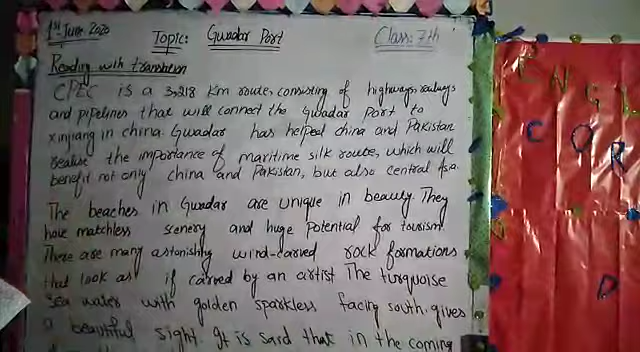 1st June 2020
Topic: Gwadar Port
Class: 7th
Reading with translation
CPEC is a 3,218 km route, consisting of highways, railways
and pipelines that will connect the Gwadar Port to
xinjiang in china. Gwadar has helped china and Pakistan
realise the importance of maritime silk route, which will
benefit not only china and Pakistan, but also central Asia.
The beaches in Gwadar are unique in beauty. They
have matchless scenery and huge potential for tourism.
There are many astonishing wind-carved rock formations
that look as if carved by an artist The turquoise
sea water with golden sparkless facing south. gives
a beautiful sight. It is said that in the coming
ENGL
COR
D